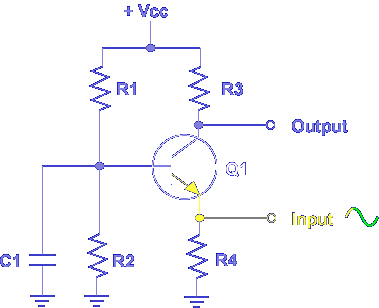 + Vcc
R1
R3
Output
Q1
Input
C1
R2
R4